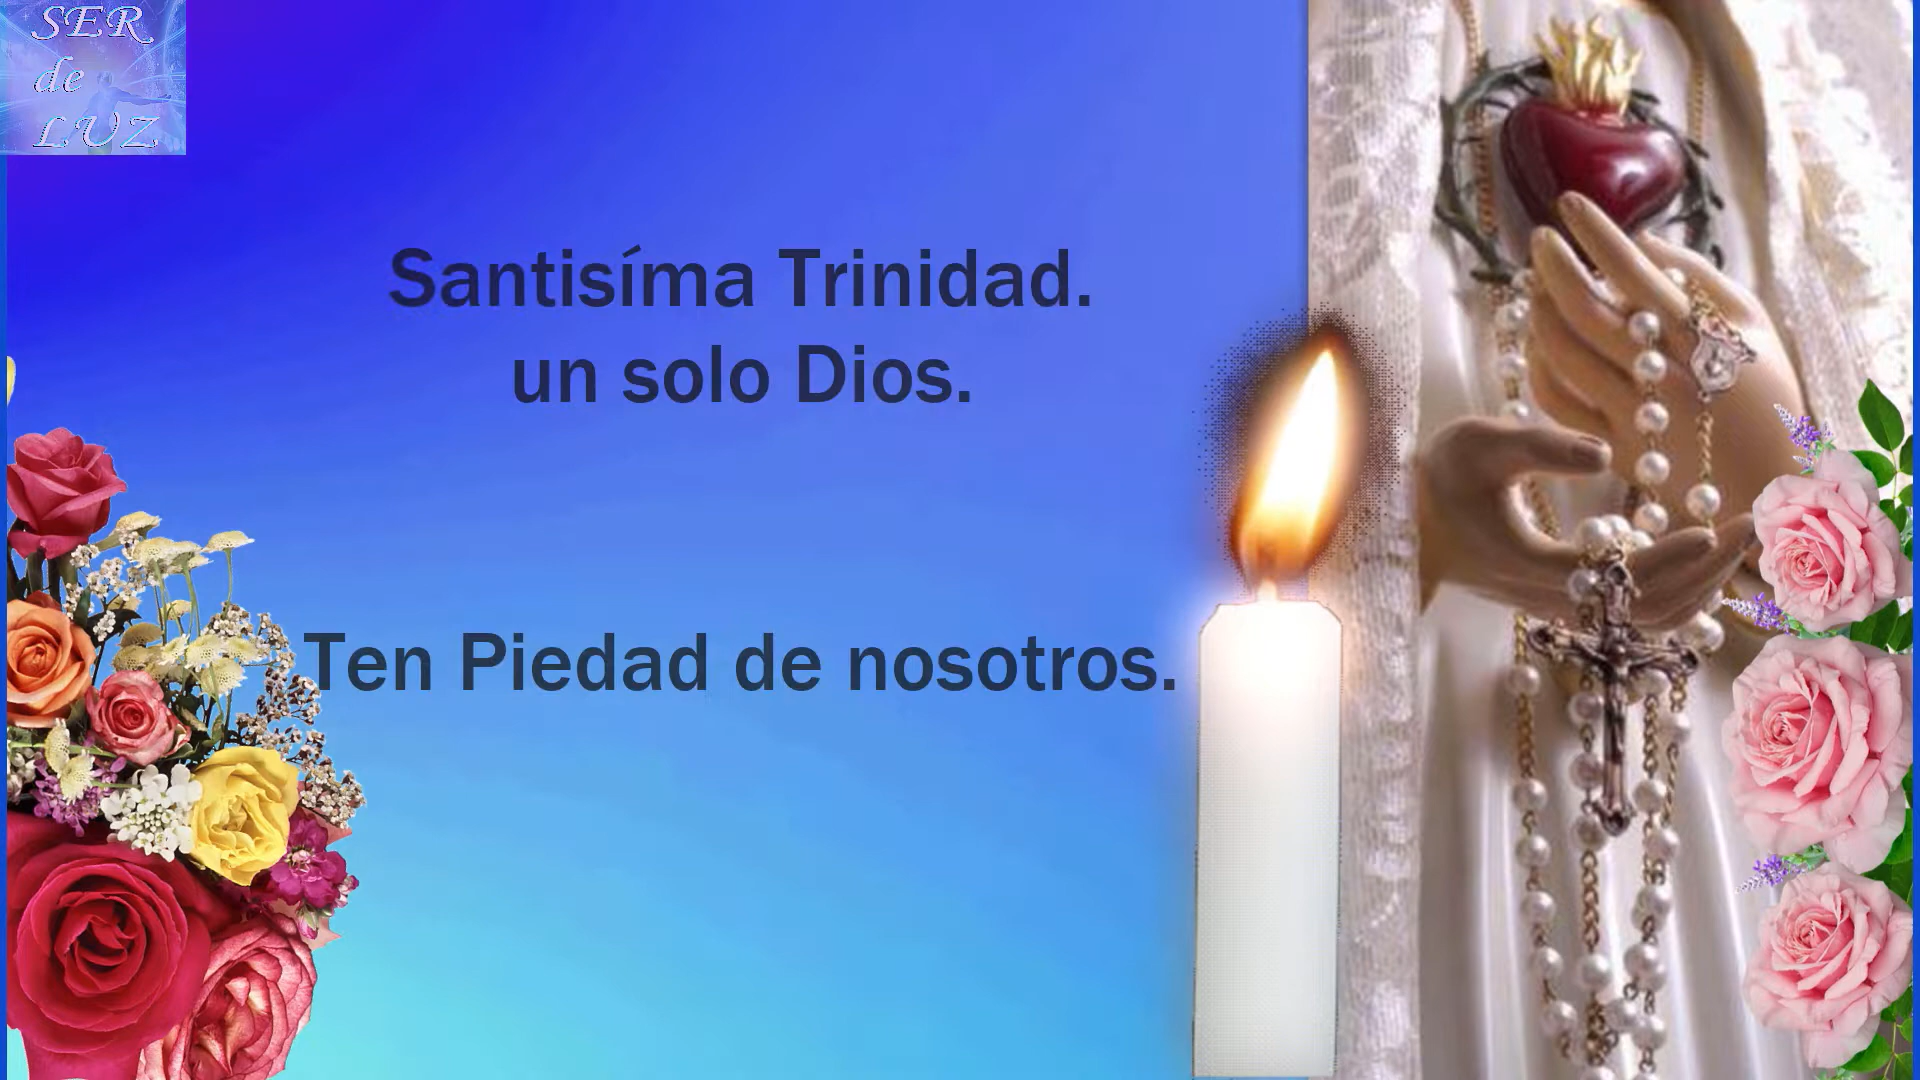 SER
de
LUZ
Santisíma Trinidad.
un solo Dios.
Ten Piedad de nosotros.